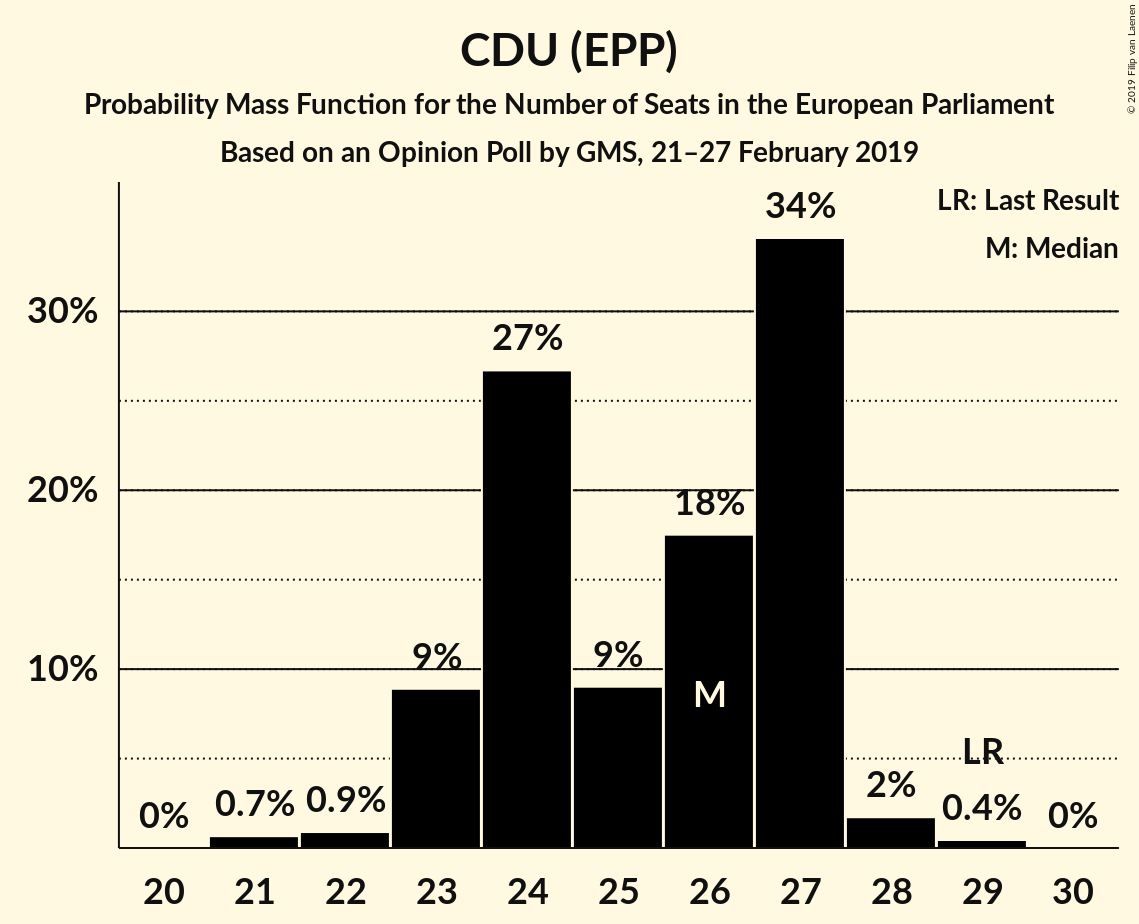 CDU (EPP)
Probability Mass Function for the Number of Seats in the European Parliament
Based on an Opinion Poll by GMS, 21–27 February 2019
© 2019 Filip van Laenen
LR: Last Result
M: Median
34%
30%
27%
20%
18%
10%
9%
9%
M
LR
0%
0.7%
0.9%
2%
0.4%
0%
20 21 22 23 24 25 26 27 28 29 30